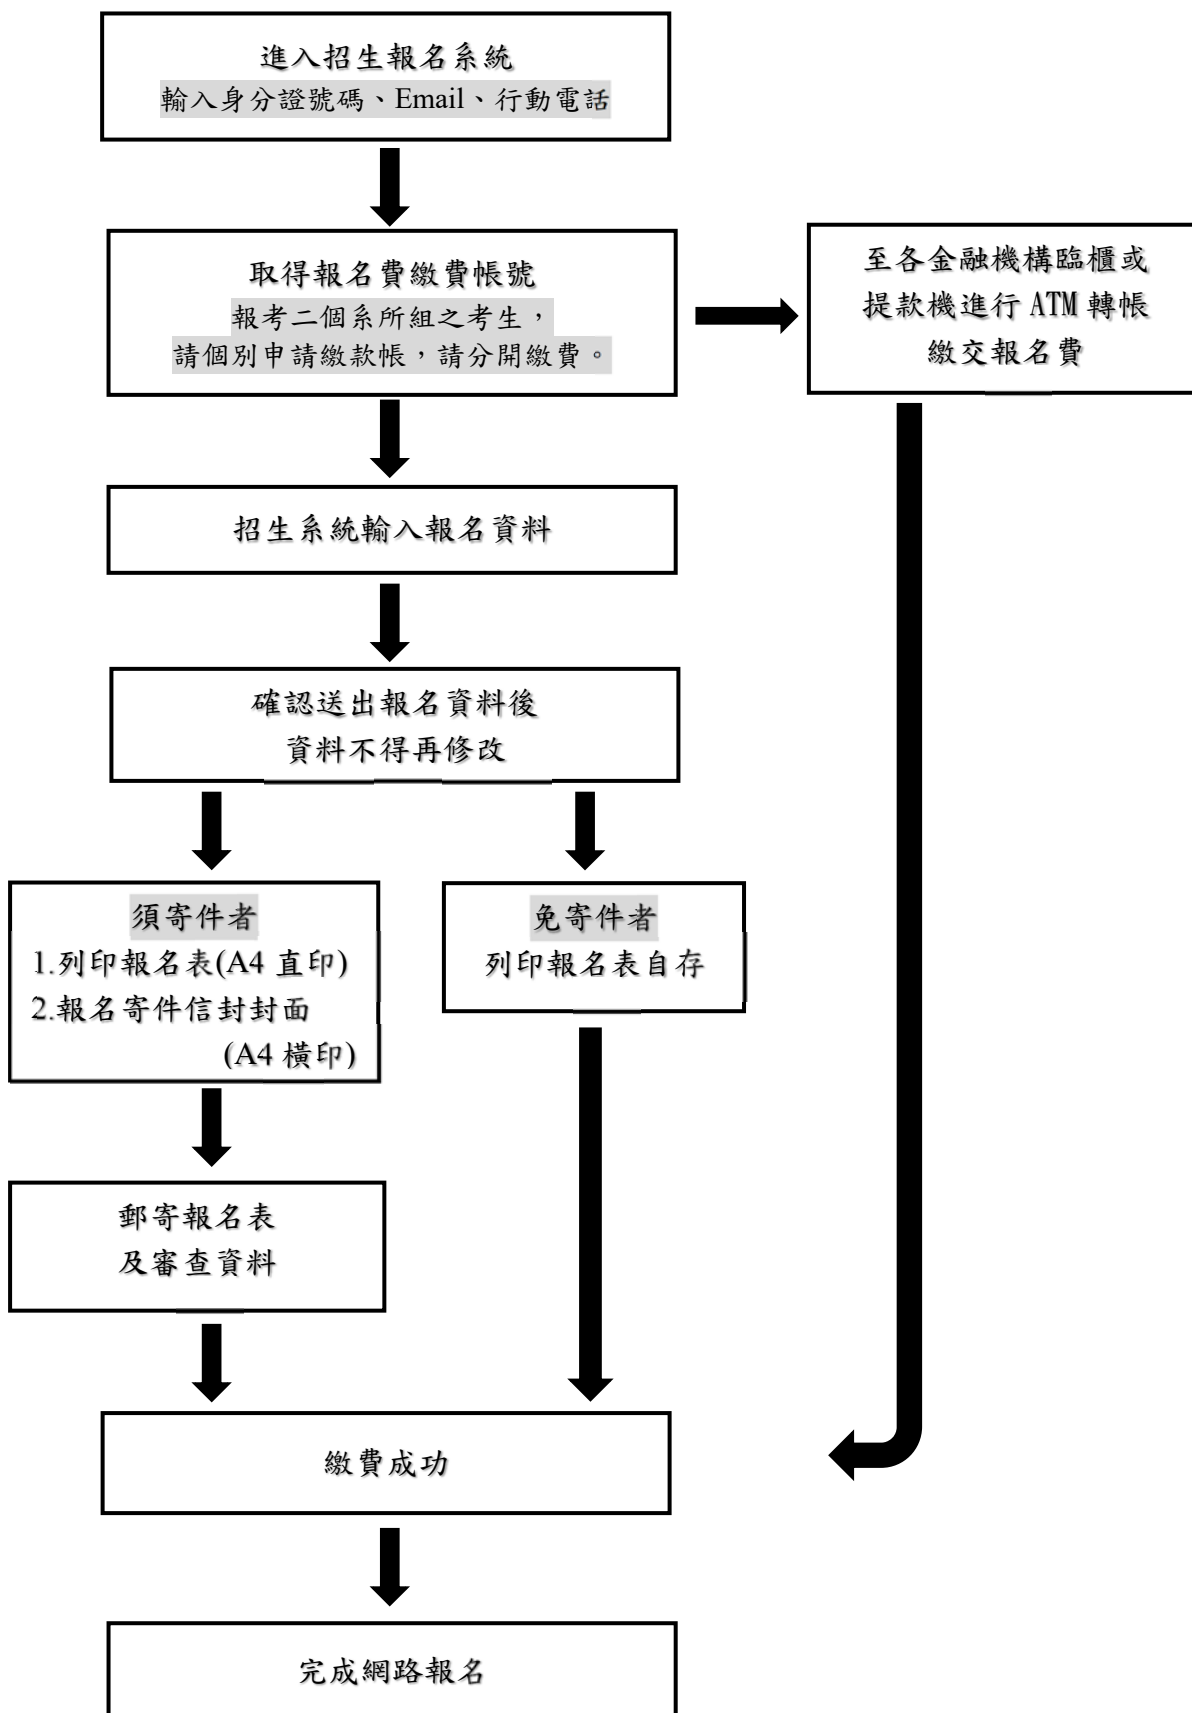 進入招生報名系統
輸入身分證號碼、Email、行動電話
取得報名費繳費帳號
報考二個系所組之考生，
請個別申請繳款帳，請分開繳費。
至各金融機構臨櫃或
提款機進行 ATM 轉帳
繳交報名費
招生系統輸入報名資料
確認送出報名資料後
資料不得再修改
須寄件者
1.列印報名表(A4 直印)
2.報名寄件信封封面
(A4 橫印)
免寄件者
列印報名表自存
郵寄報名表
及審查資料
繳費成功
完成網路報名